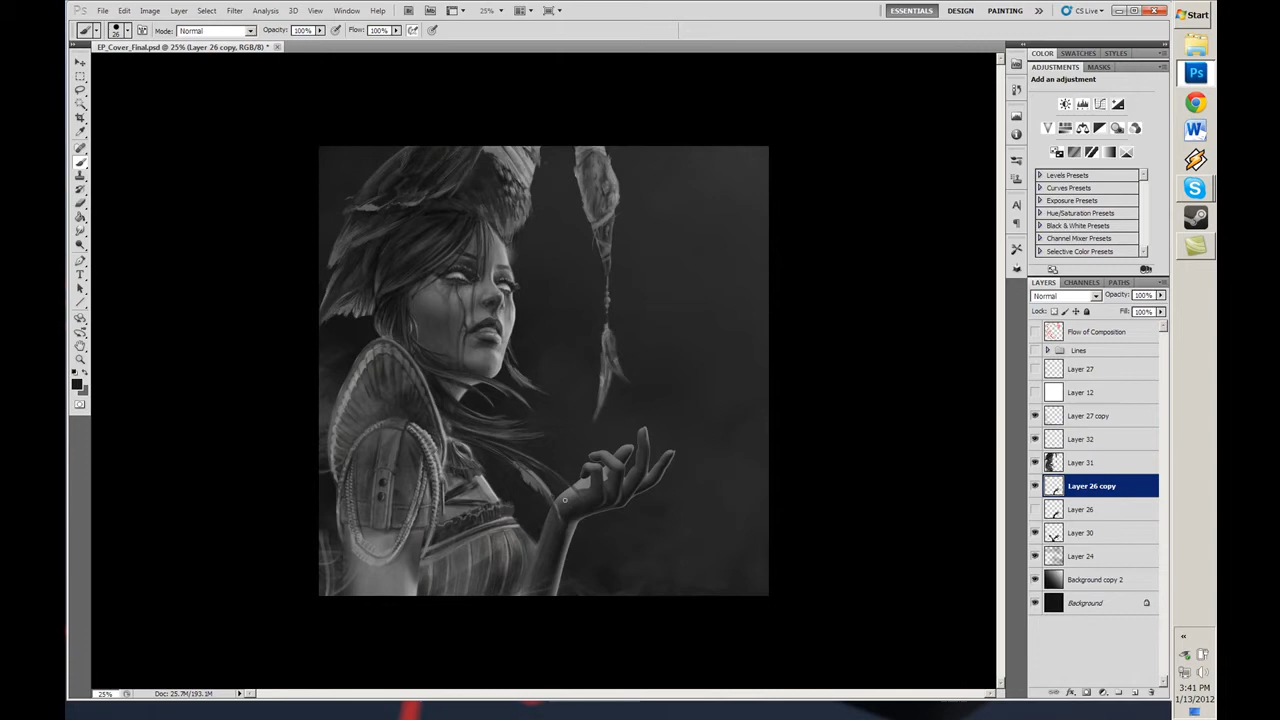 PS File Edit Image Layer Select Filter Analysis 3D View Window Help Br Mb 25% ESSENTIALS DESIGN PAINTING >> CS Live
Start
26 Mode: Normal Opacity: 100% Flow: 100%
EP_Cover_Final.psd @ 25% (Layer 26 copy, RGB/8) *
COLOR SWATCHES STYLES
ADJUSTMENTS MASKS
Add an adjustment
Levels Presets
Curves Presets
Exposure Presets
Hue/Saturation Presets
Black & White Presets
Channel Mixer Presets
Selective Color Presets
LAYERS CHANNELS PATHS
Normal Opacity: 100%
Lock: Fill: 100%
Flow of Composition
Lines
Layer 27
Layer 12
Layer 27 copy
Layer 32
Layer 31
Layer 26 copy
Layer 26
Layer 30
Layer 24
Background copy 2
Background
25% Doc: 25.7M/193.1M
3:41 PM
1/13/2012